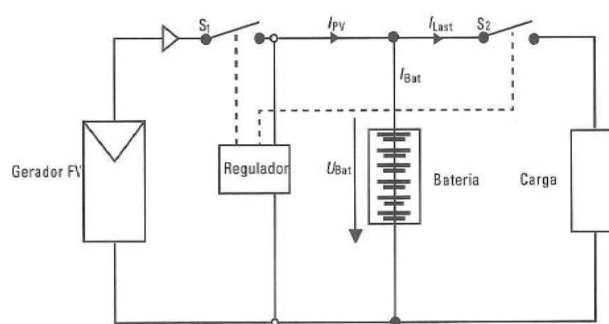 S1
IPV
ILast
S2
IBat
Gerador FV
Regulador
UBat
Bateria
Carga